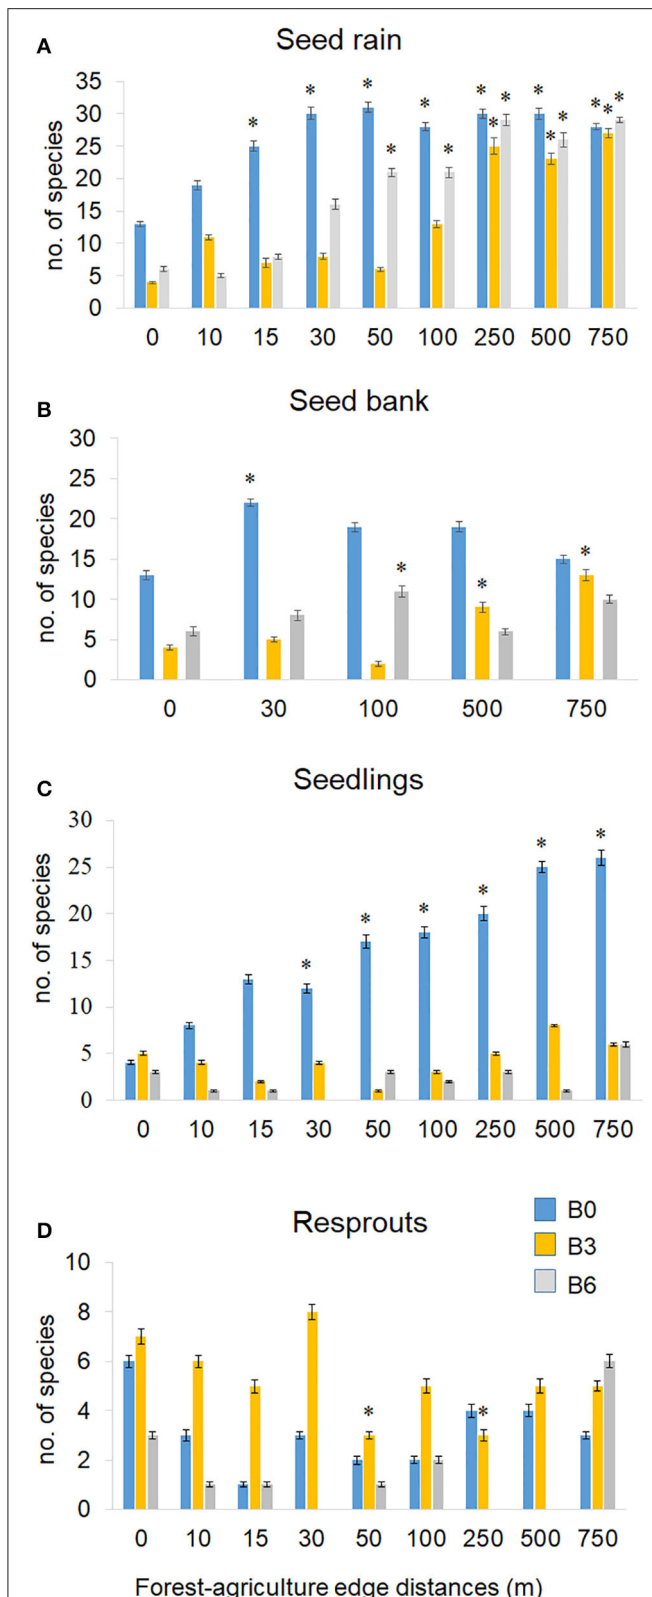 A
Seed rain
no. of species
35
30
25
20
15
10
5
0
* * * * * * * * * * * * * * *
0 10 15 30 50 100 250 500 750
B
Seed bank
no. of species
30
25
20
15
10
5
0
* * * *
0 30 100 500 750
C
Seedlings
no. of species
30
25
20
15
10
5
0
* * * * * *
0 10 15 30 50 100 250 500 750
D
Resprouts
B0
B3
B6
no. of species
10
8
6
4
2
0
* *
0 10 15 30 50 100 250 500 750
Forest-agriculture edge distances (m)